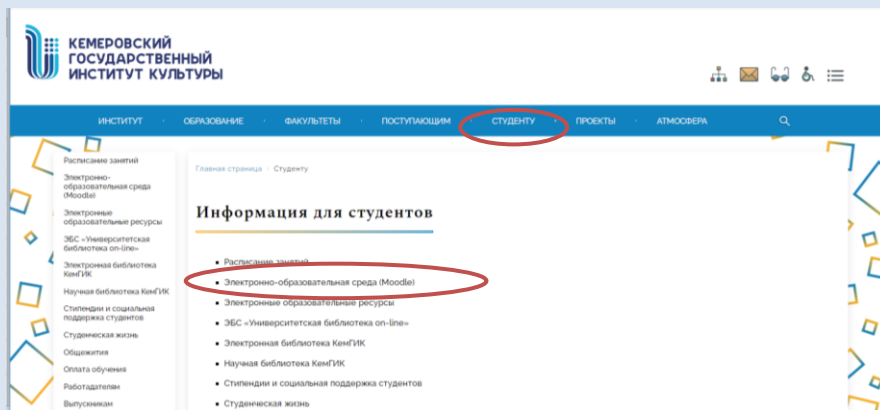 КЕМЕРОВСКИЙ
ГОСУДАРСТВЕННЫЙ
ИНСТИТУТ КУЛЬТУРЫ
ИНСТИТУТ · ОБРАЗОВАНИЕ · ФАКУЛЬТЕТЫ · ПОСТУПАЮЩИМ · СТУДЕНТУ · ПРОЕКТЫ · АТМОСФЕРА
Расписание занятий
Электронно-
образовательная среда
(Moodle)
Электронные
образовательные ресурсы
ЭБС «Университетская
библиотека on-line»
Электронная библиотека
КемГИК
Научная библиотека КемГИК
Стипендии и социальная
поддержка студентов
Студенческая жизнь
Общежития
Оплата обучения
Работодателям
Выпускникам
Главная страница · Студенту
Информация для студентов
Расписание занятий
Электронно-образовательная среда (Moodle)
Электронные образовательные ресурсы
ЭБС «Университетская библиотека on-line»
Электронная библиотека КемГИК
Научная библиотека КемГИК
Стипендии и социальная поддержка студентов
Студенческая жизнь